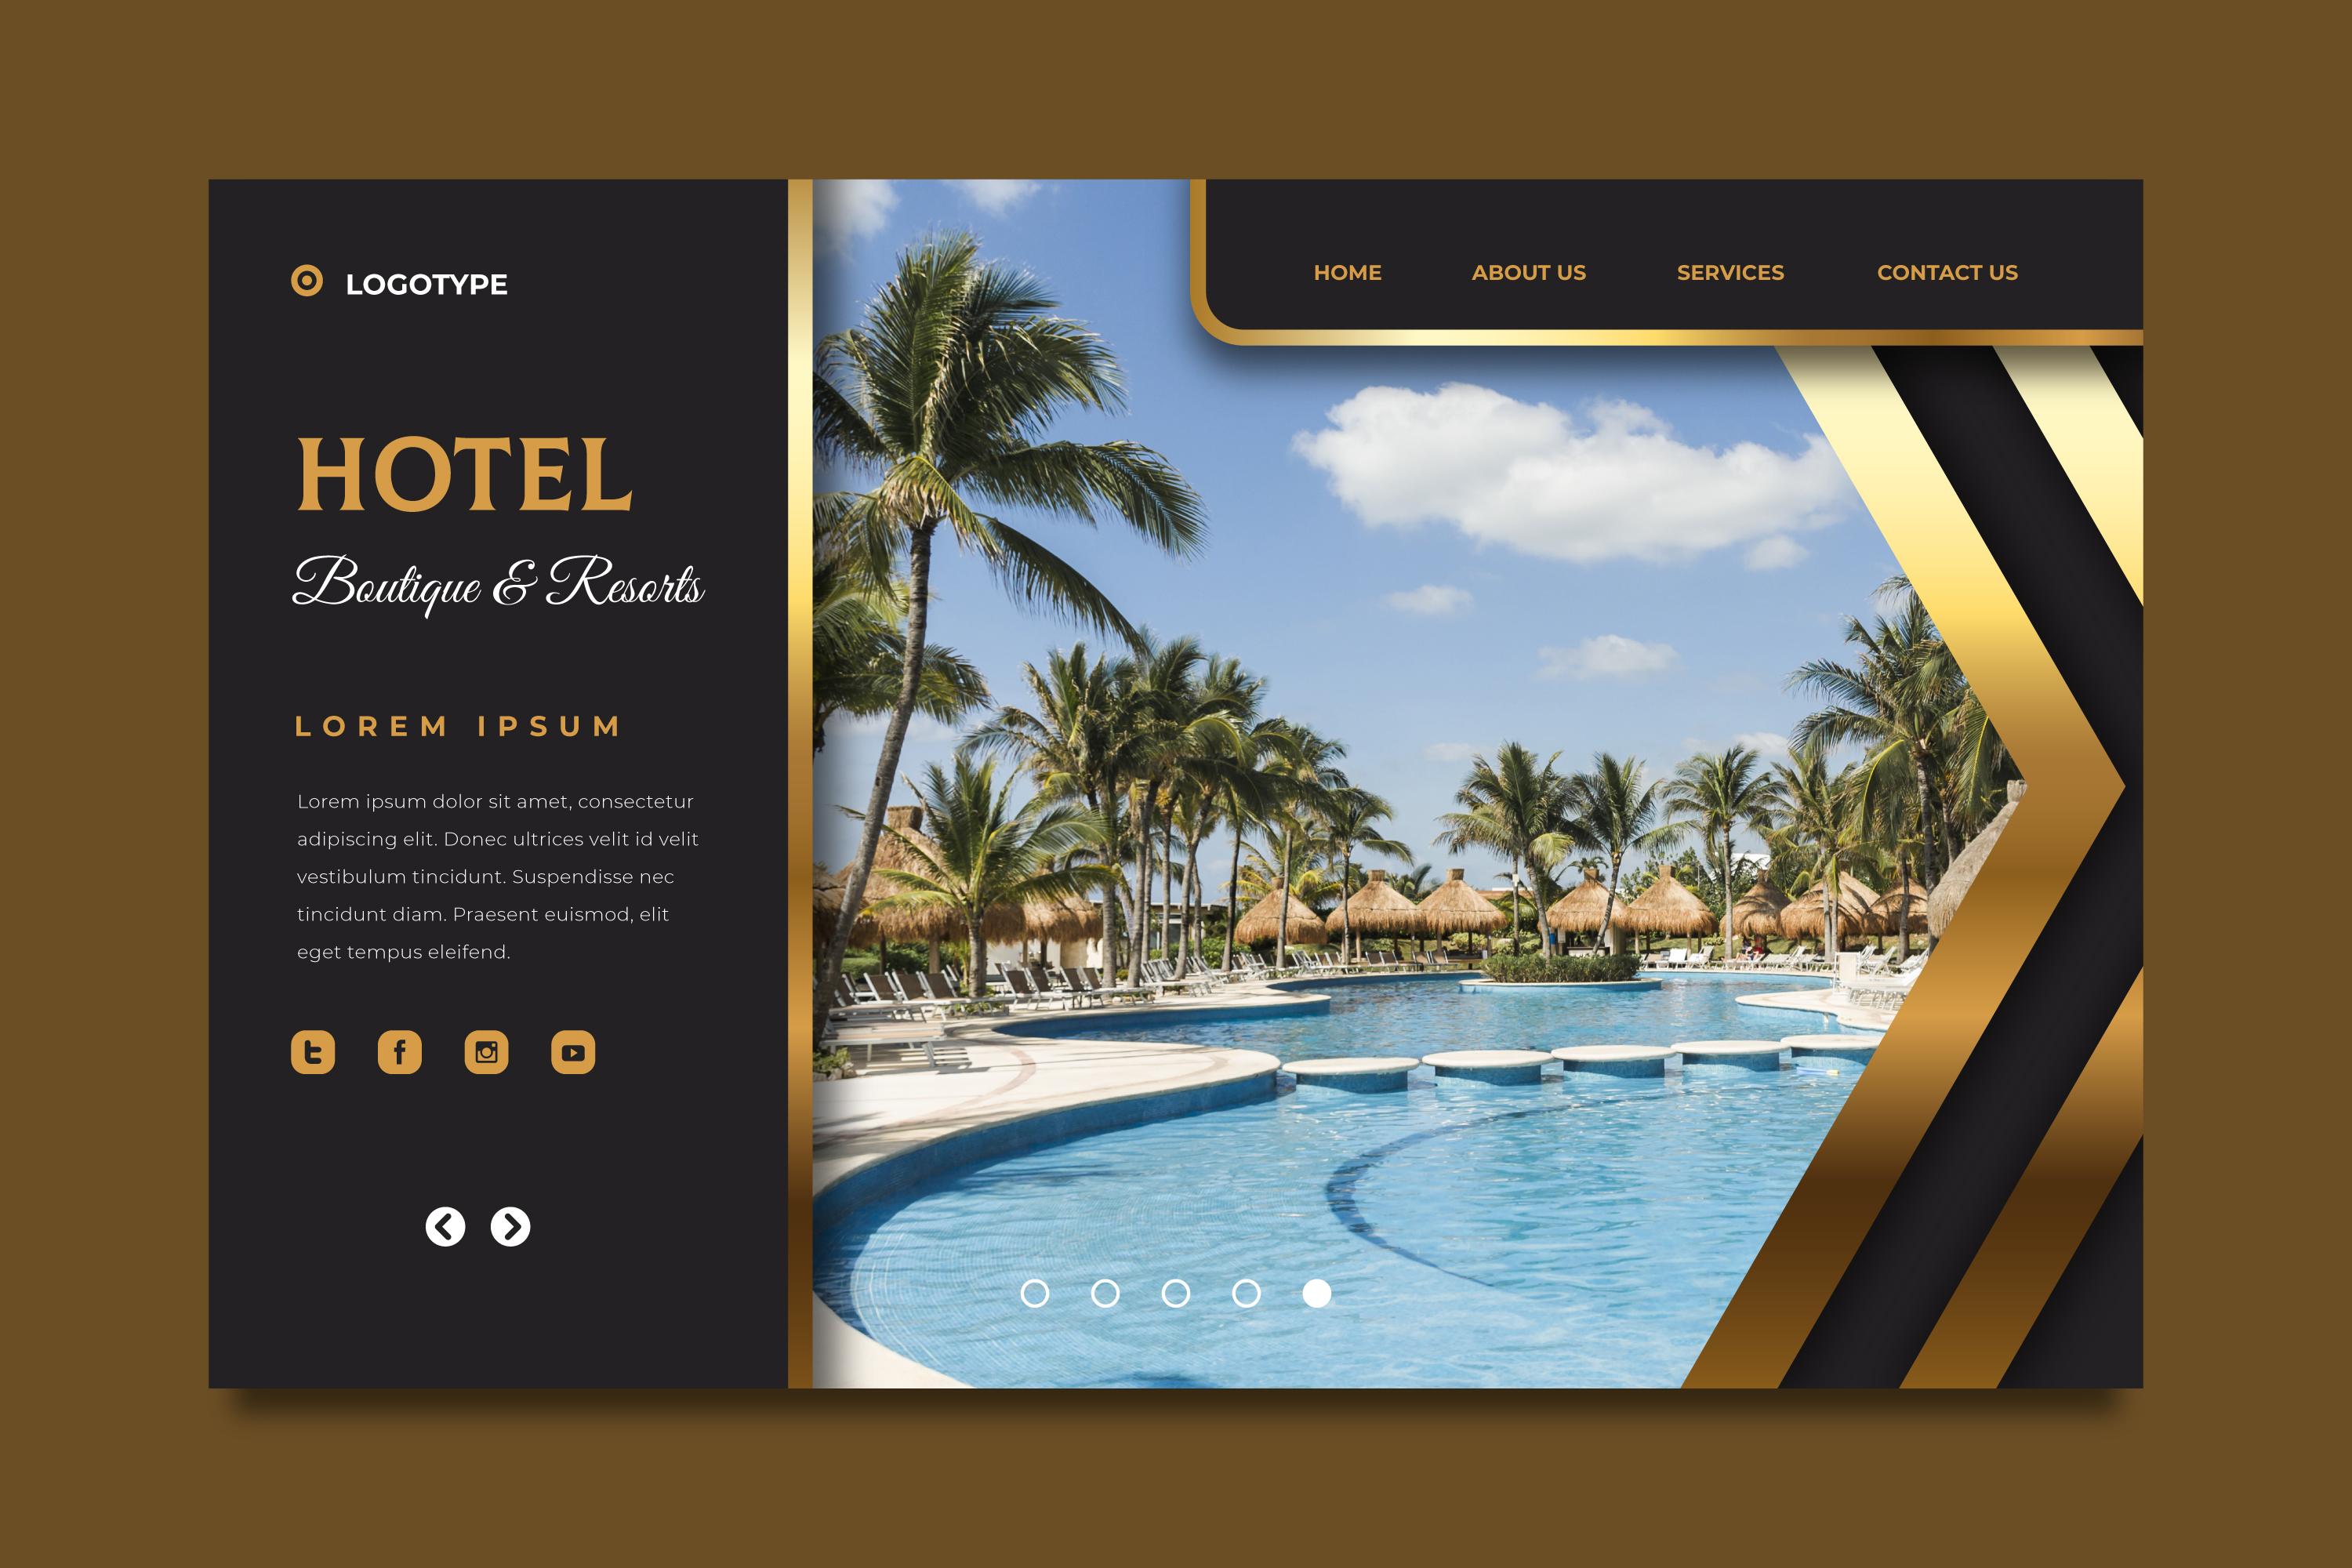 LOGOTYPE
HOME ABOUT US SERVICES CONTACT US
HOTEL
Boutique & Resorts
LOREM IPSUM
Lorem ipsum dolor sit amet, consectetur
adipiscing elit. Donec ultrices velit id velit
vestibulum tincidunt. Suspendisse nec
tincidunt diam. Praesent euismod, elit
eget tempus eleifend.